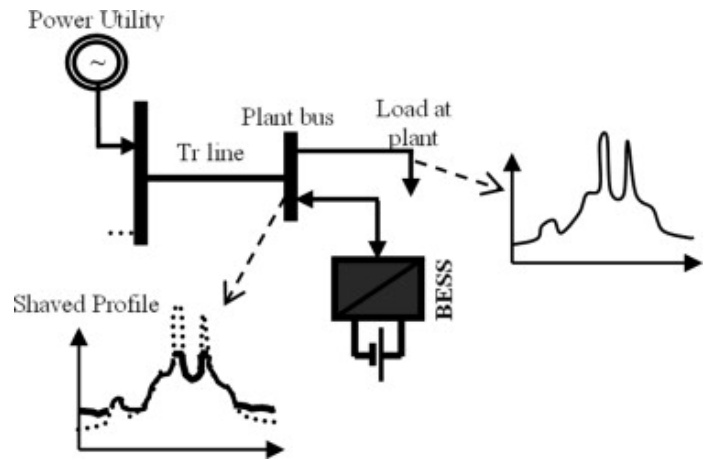 Power Utility
~
Plant bus
Load at
plant
Tr line
BESS
Shaved Profile